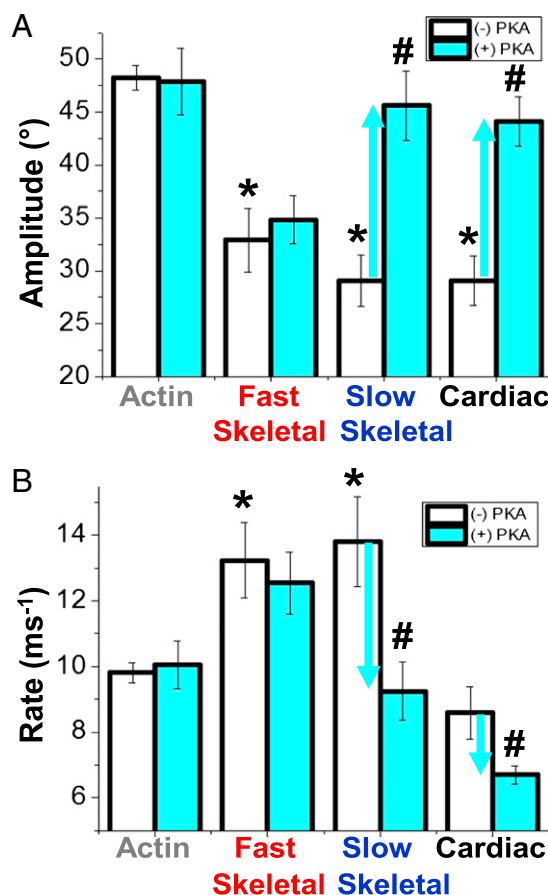 A
(-) PKA
(+) PKA
Amplitude (°)
50
45
40
35
30
25
20
*
*
#
*
#
Actin
Fast
Skeletal
Slow
Skeletal
Cardiac
B
(-) PKA
(+) PKA
Rate (ms-1)
14
12
10
8
6
*
*
#
#
Actin
Fast
Skeletal
Slow
Skeletal
Cardiac